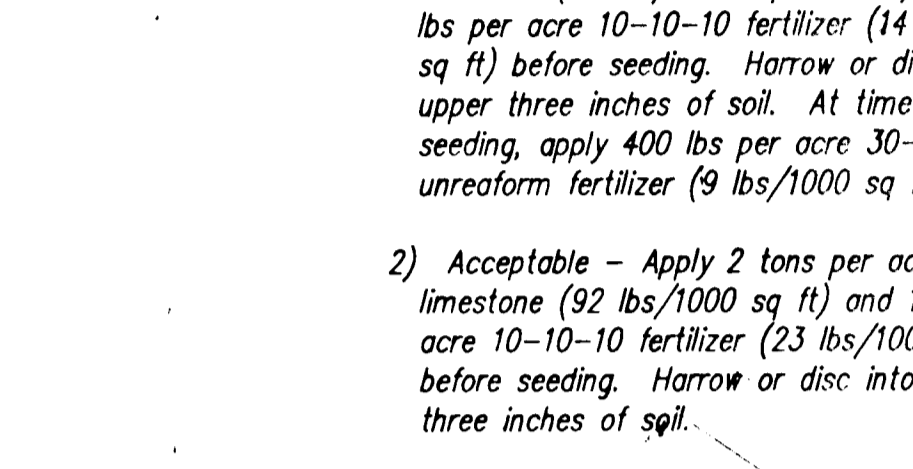 lbs per acre 10-10-10 fertilizer (14
sq ft) before seeding. Harrow or di
upper three inches of soil. At time
seeding, apply 400 lbs per acre 30-
unreaform fertilizer (9 lbs/1000 sq
2) Acceptable - Apply 2 tons per ac
limestone (92 lbs/1000 sq ft) and
acre 10-10-10 fertilizer (23 lbs/100
before seeding. Harrow or disc into
three inches of soil.